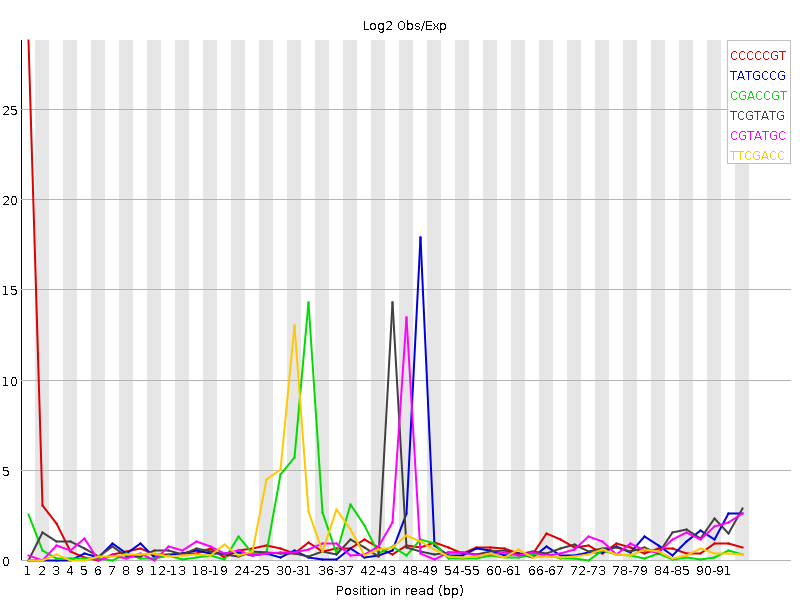 Log2 Obs/Exp
CCCCCGT
TATGCCG
CGACCGT
TCGTATG
CGTATGC
TTCGACC
25
20
15
10
5
0
1 2 3 4 5 6 7 8 9 12-13 18-19 24-25 30-31 36-37 42-43 48-49 54-55 60-61 66-67 72-73 78-79 84-85 90-91
Position in read (bp)